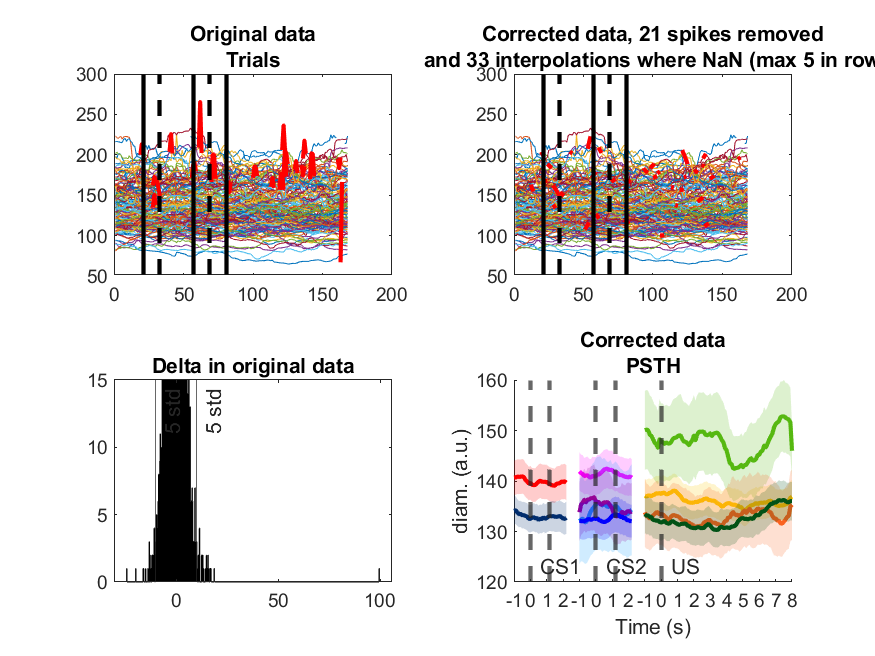 Original data
Trials
300
250
200
150
100
50
0 50 100 150 200
Corrected data, 21 spikes removed
and 33 interpolations where NaN (max 5 in row
300
250
200
150
100
50
0 50 100 150 200
Delta in original data
15
10
5
0
5 std
5 std
0 50 100
Corrected data
PSTH
160
150
140
130
120
diam. (a.u.)
CS1 CS2 US
-1 0 1 2 -1 0 1 2 -1 0 1 2 3 4 5 6 7 8
Time (s)